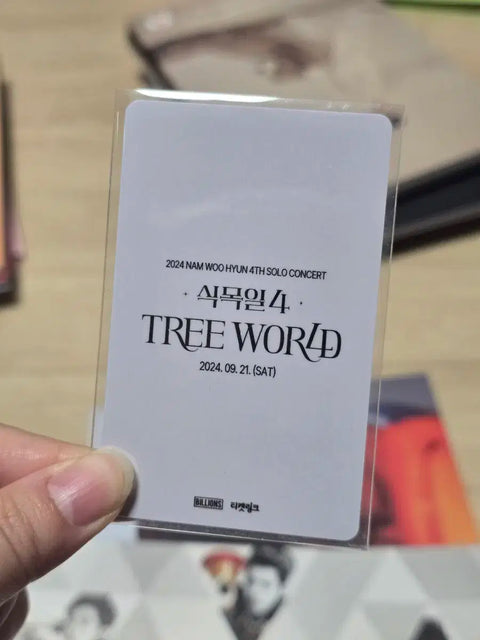 2024 NAM WOO HYUN 4TH SOLO CONCERT
식목일4
TREE WORLD
2024. 09. 21. (SAT)
BILLIONS 티켓링크